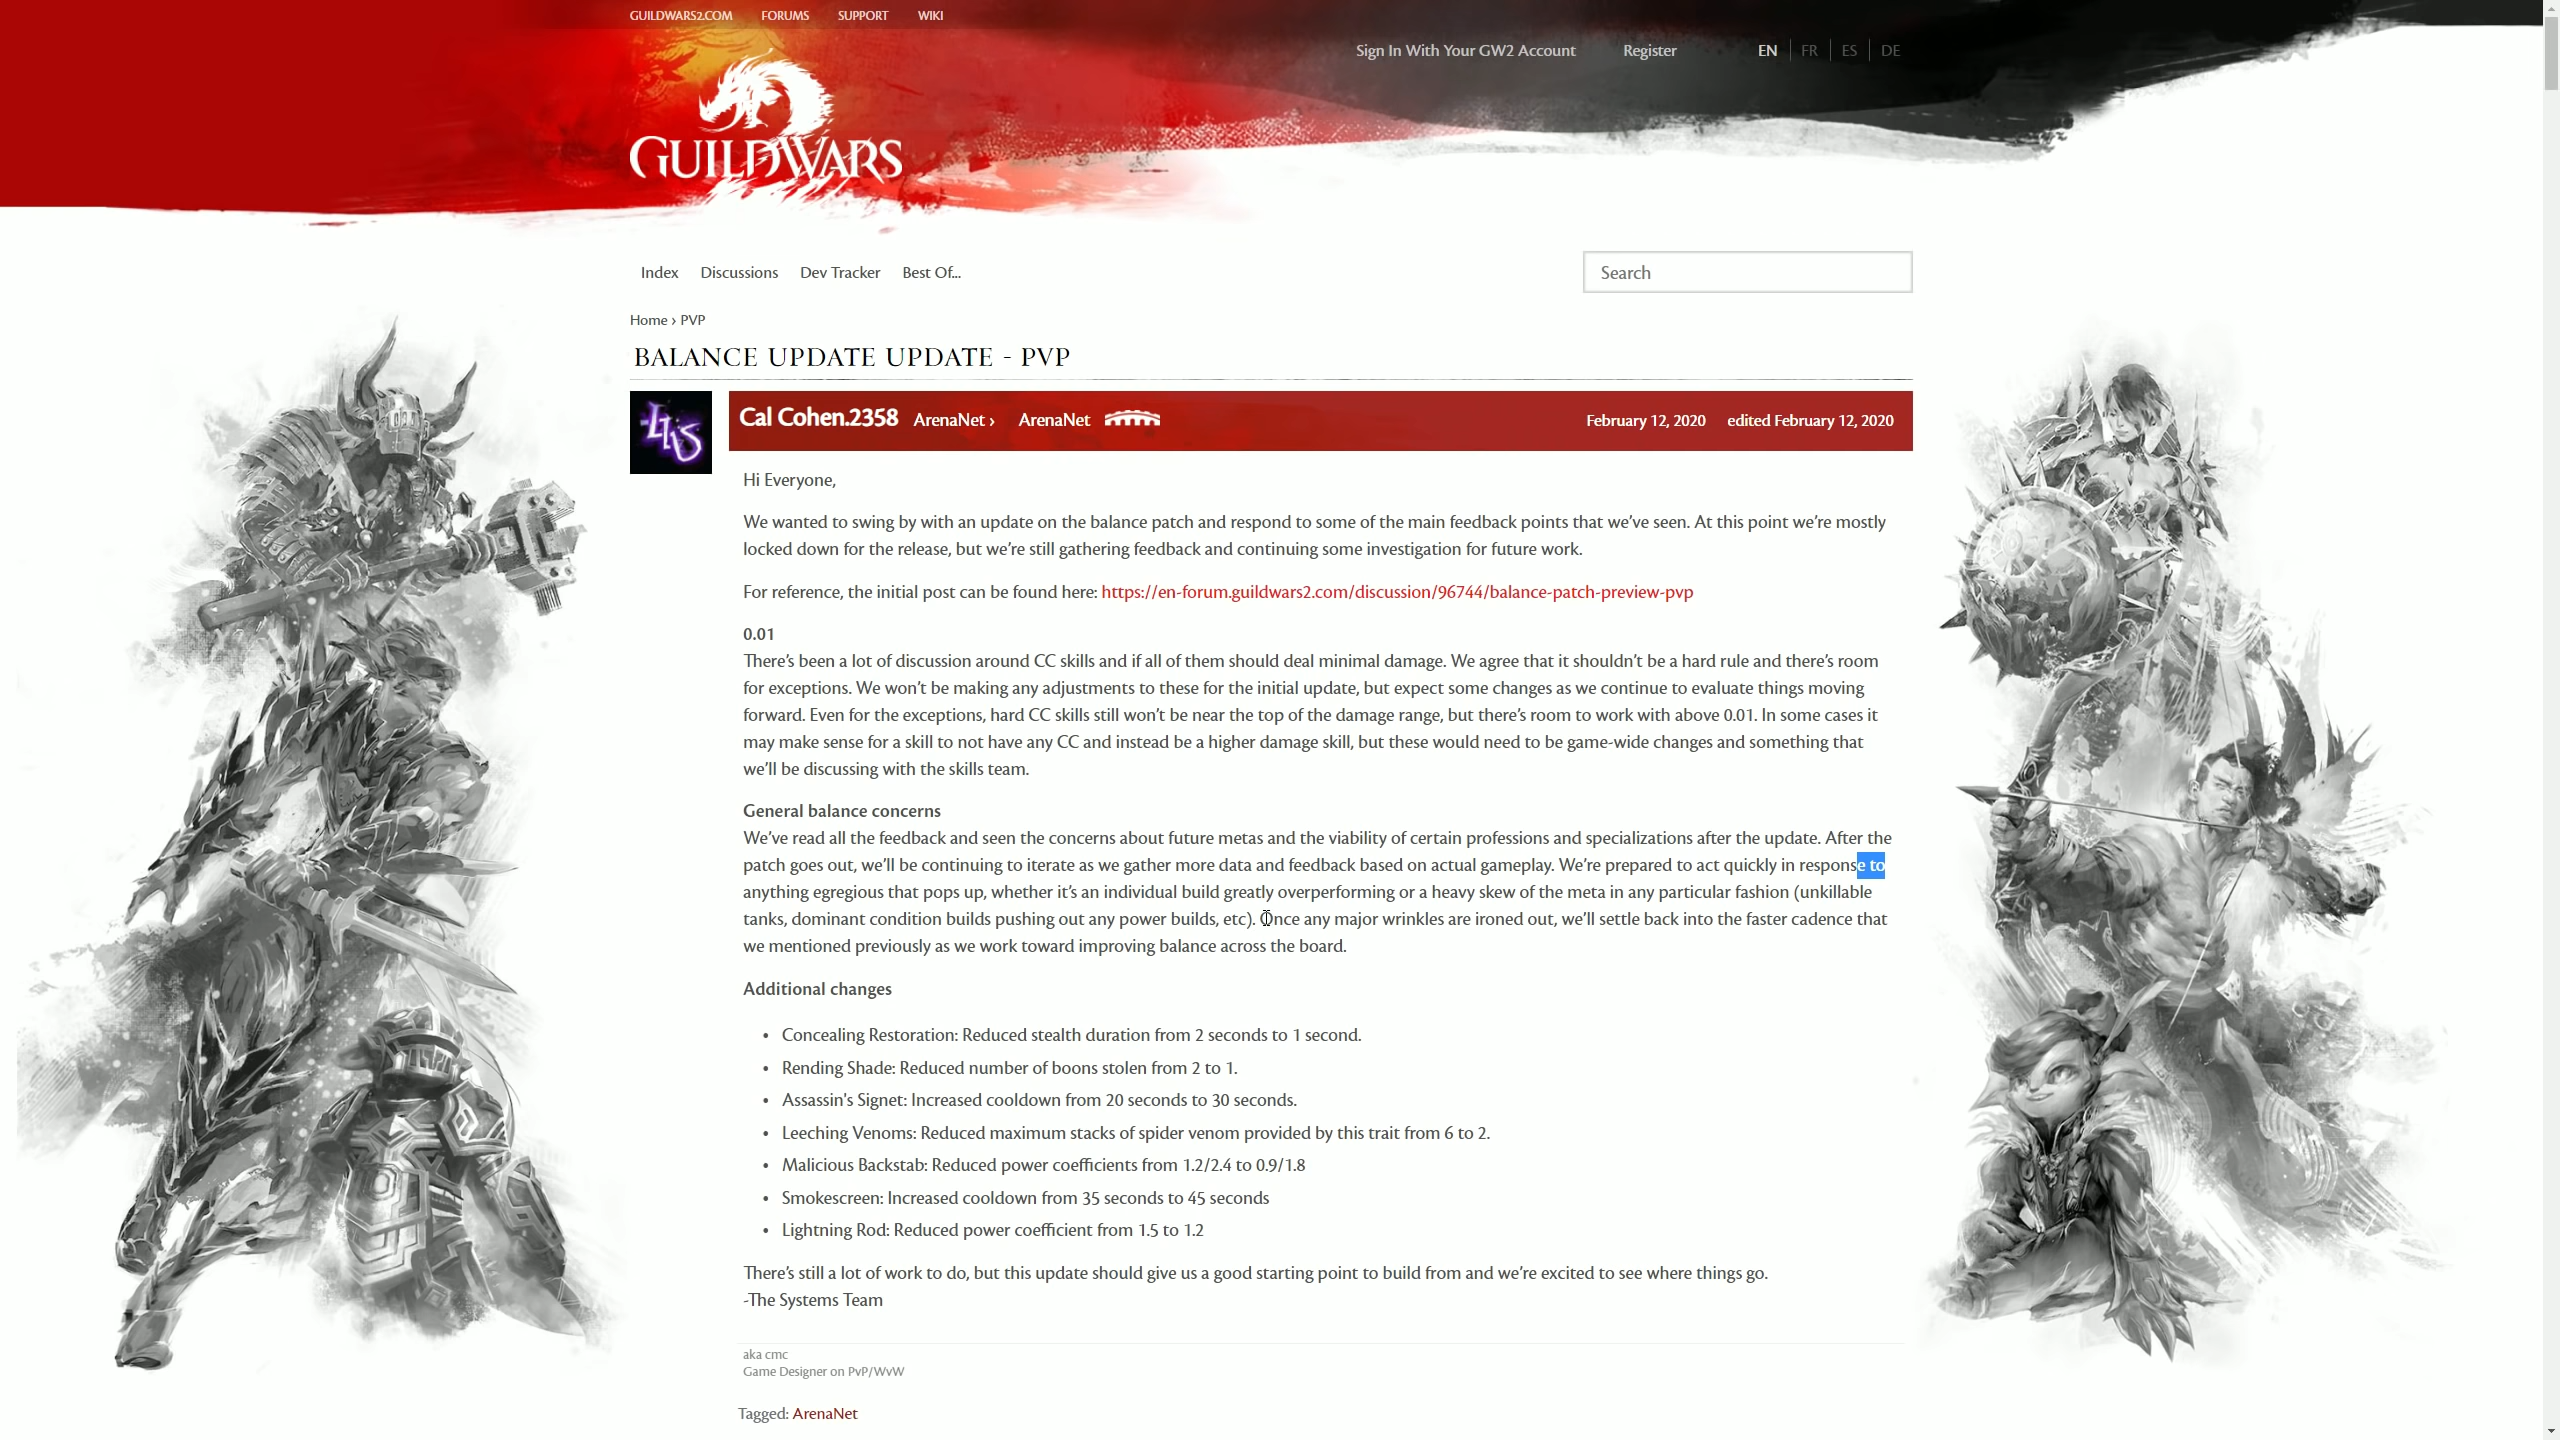 GUILDWARS2.COM FORUMS SUPPORT WIKI
Sign In With Your GW2 Account Register EN FR ES DE
GUILDWARS
Index Discussions Dev Tracker Best Of... Search
Home › PVP
BALANCE UPDATE UPDATE - PVP
Cal Cohen.2358 ArenaNet › ArenaNet February 12, 2020 edited February 12, 2020
Hi Everyone,
We wanted to swing by with an update on the balance patch and respond to some of the main feedback points that we've seen. At this point we're mostly
locked down for the release, but we're still gathering feedback and continuing some investigation for future work.
For reference, the initial post can be found here: https://en-forum.guildwars2.com/discussion/96744/balance-patch-preview-pvp
0.01
There's been a lot of discussion around CC skills and if all of them should deal minimal damage. We agree that it shouldn't be a hard rule and there's room
for exceptions. We won't be making any adjustments to these for the initial update, but expect some changes as we continue to evaluate things moving
forward. Even for the exceptions, hard CC skills still won't be near the top of the damage range, but there's room to work with above 0.01. In some cases it
may make sense for a skill to not have any CC and instead be a higher damage skill, but these would need to be game-wide changes and something that
we'll be discussing with the skills team.
General balance concerns
We've read all the feedback and seen the concerns about future metas and the viability of certain professions and specializations after the update. After the
patch goes out, we'll be continuing to iterate as we gather more data and feedback based on actual gameplay. We're prepared to act quickly in response to
anything egregious that pops up, whether it's an individual build greatly overperforming or a heavy skew of the meta in any particular fashion (unkillable
tanks, dominant condition builds pushing out any power builds, etc). Once any major wrinkles are ironed out, we'll settle back into the faster cadence that
we mentioned previously as we work toward improving balance across the board.
Additional changes
• Concealing Restoration: Reduced stealth duration from 2 seconds to 1 second.
• Rending Shade: Reduced number of boons stolen from 2 to 1.
• Assassin's Signet: Increased cooldown from 20 seconds to 30 seconds.
• Leeching Venoms: Reduced maximum stacks of spider venom provided by this trait from 6 to 2.
• Malicious Backstab: Reduced power coefficients from 1.2/2.4 to 0.9/1.8
• Smokescreen: Increased cooldown from 35 seconds to 45 seconds
• Lightning Rod: Reduced power coefficient from 1.5 to 1.2
There's still a lot of work to do, but this update should give us a good starting point to build from and we're excited to see where things go.
-The Systems Team
aka cmc
Game Designer on PvP/WvW
Tagged: ArenaNet